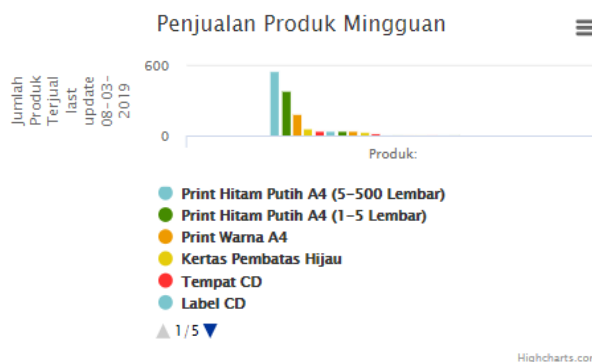 Penjualan Produk Mingguan
Jumlah
Produk
Terjual
last
update
08-03-
2019
600
0
Produk:
Print Hitam Putih A4 (5-500 Lembar)
Print Hitam Putih A4 (1-5 Lembar)
Print Warna A4
Kertas Pembatas Hijau
Tempat CD
Label CD
1/5
Highcharts.com